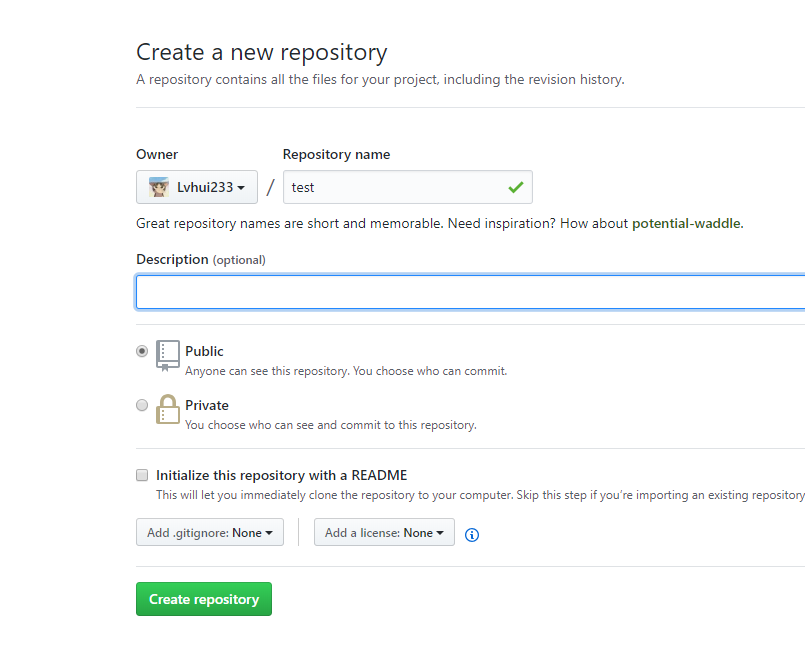 Create a new repository
A repository contains all the files for your project, including the revision history.
Owner
Repository name
Lvhui233 / test
Great repository names are short and memorable. Need inspiration? How about potential-waddle.
Description (optional)
Public
Anyone can see this repository. You choose who can commit.
Private
You choose who can see and commit to this repository.
Initialize this repository with a README
This will let you immediately clone the repository to your computer. Skip this step if you’re importing an existing repository
Add .gitignore: None
Add a license: None
Create repository